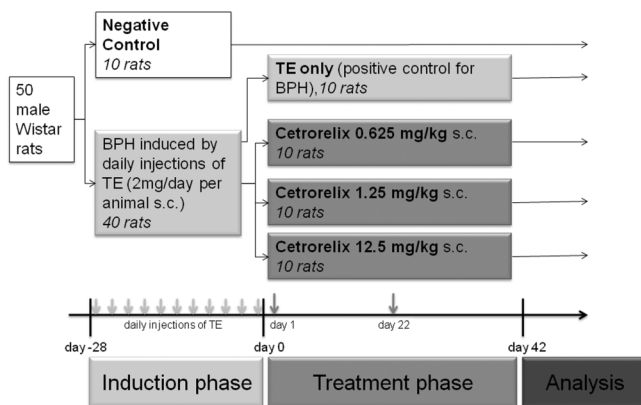 Negative
Control
10 rats
50
male
Wistar
rats
TE only (positive control for
BPH),10 rats
BPH induced by
daily injections of
TE (2mg/day per
animal s.c.)
40 rats
Cetrorelix 0.625 mg/kg s.c.
10 rats
Cetrorelix 1.25 mg/kg s.c.
10 rats
Cetrorelix 12.5 mg/kg s.c.
10 rats
daily injections of TE
day 1
day 22
day -28
day 0
day 42
Induction phase
Treatment phase
Analysis